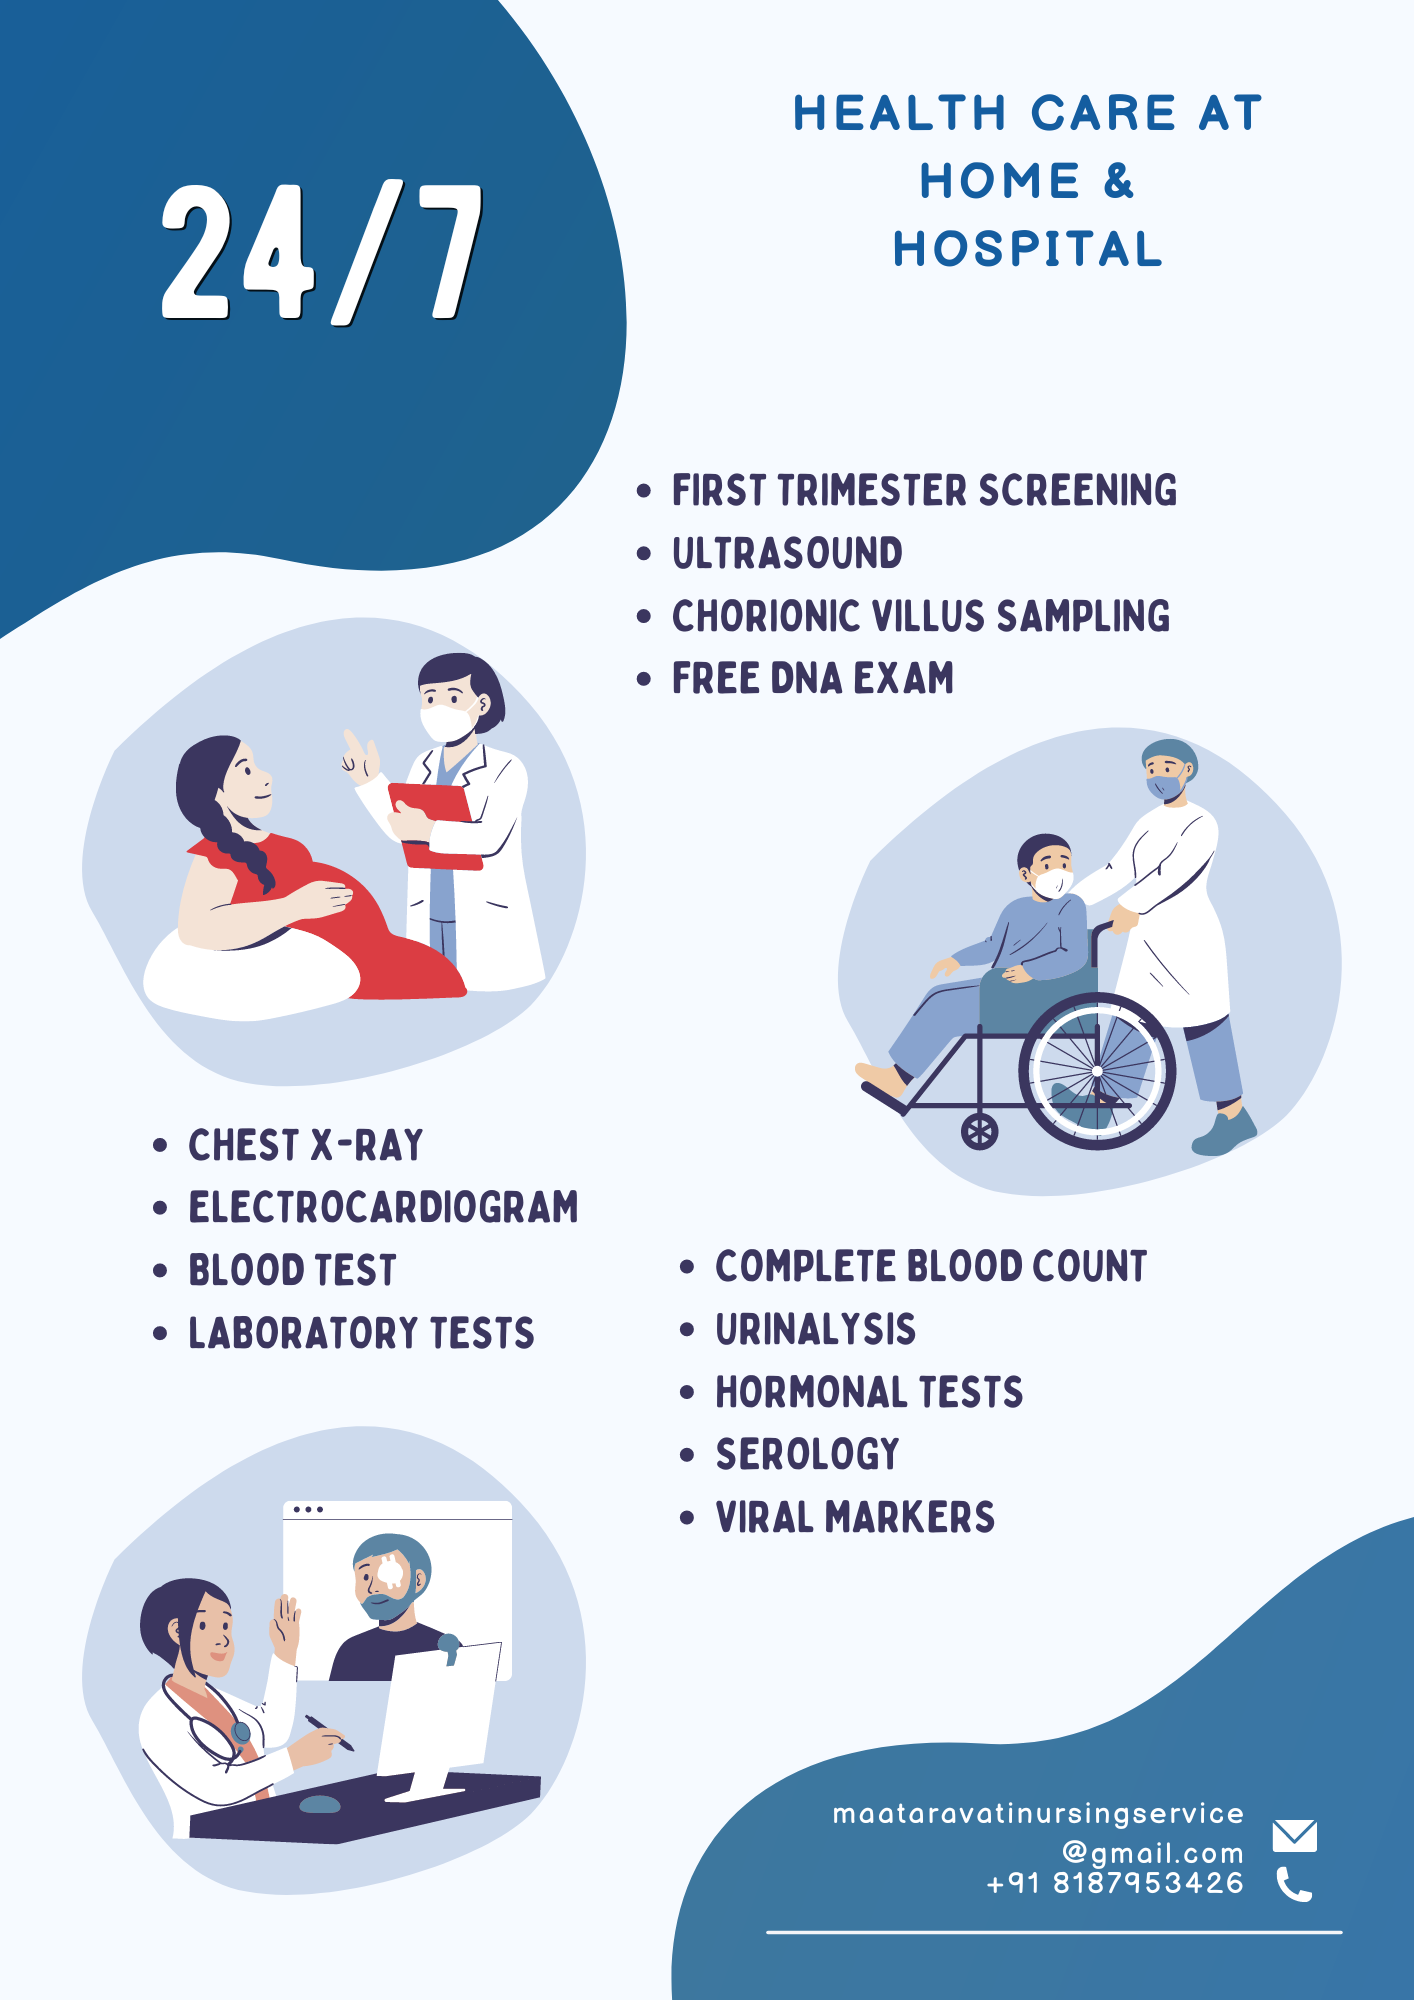 24/7
HEALTH CARE AT
HOME &
HOSPITAL
• FIRST TRIMESTER SCREENING
• ULTRASOUND
• CHORIONIC VILLUS SAMPLING
• FREE DNA EXAM
• CHEST X-RAY
• ELECTROCARDIOGRAM
• BLOOD TEST
• LABORATORY TESTS
• COMPLETE BLOOD COUNT
• URINALYSIS
• HORMONAL TESTS
• SEROLOGY
• VIRAL MARKERS
maataravatinursingservice
@gmail.com
+91 8187953426